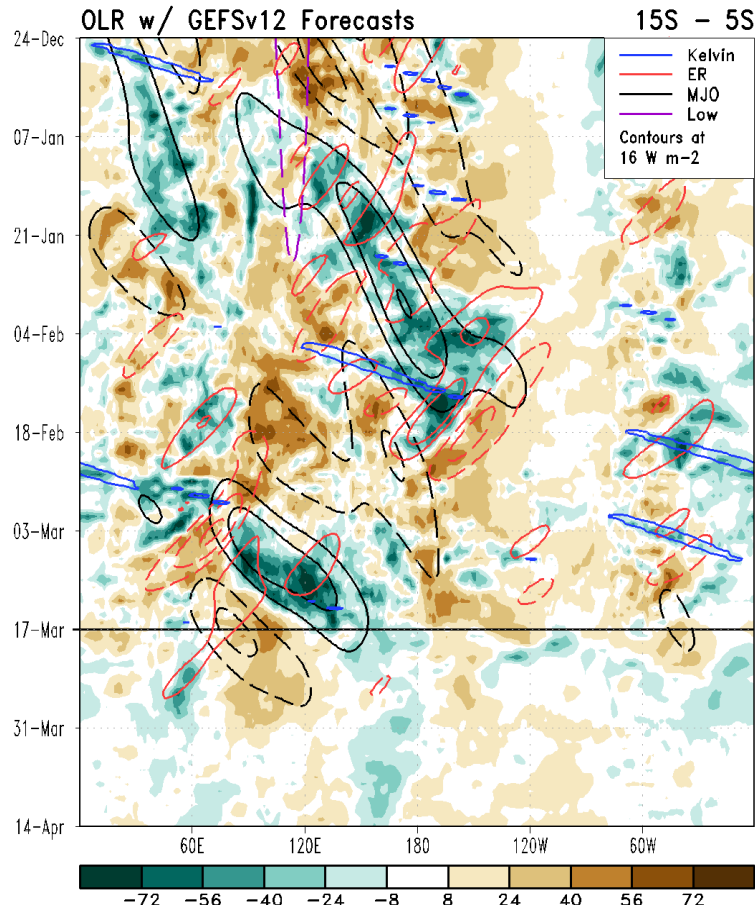 OLR w/ GEFSv12 Forecasts 15S - 5S
24-Dec
Kelvin
ER
MJO
Low
Contours at
16 W m-2
07-Jan
21-Jan
04-Feb
18-Feb
03-Mar
17-Mar
31-Mar
14-Apr
60E 120E 180 120W 60W
-72 -56 -40 -24 -8 8 24 40 56 72